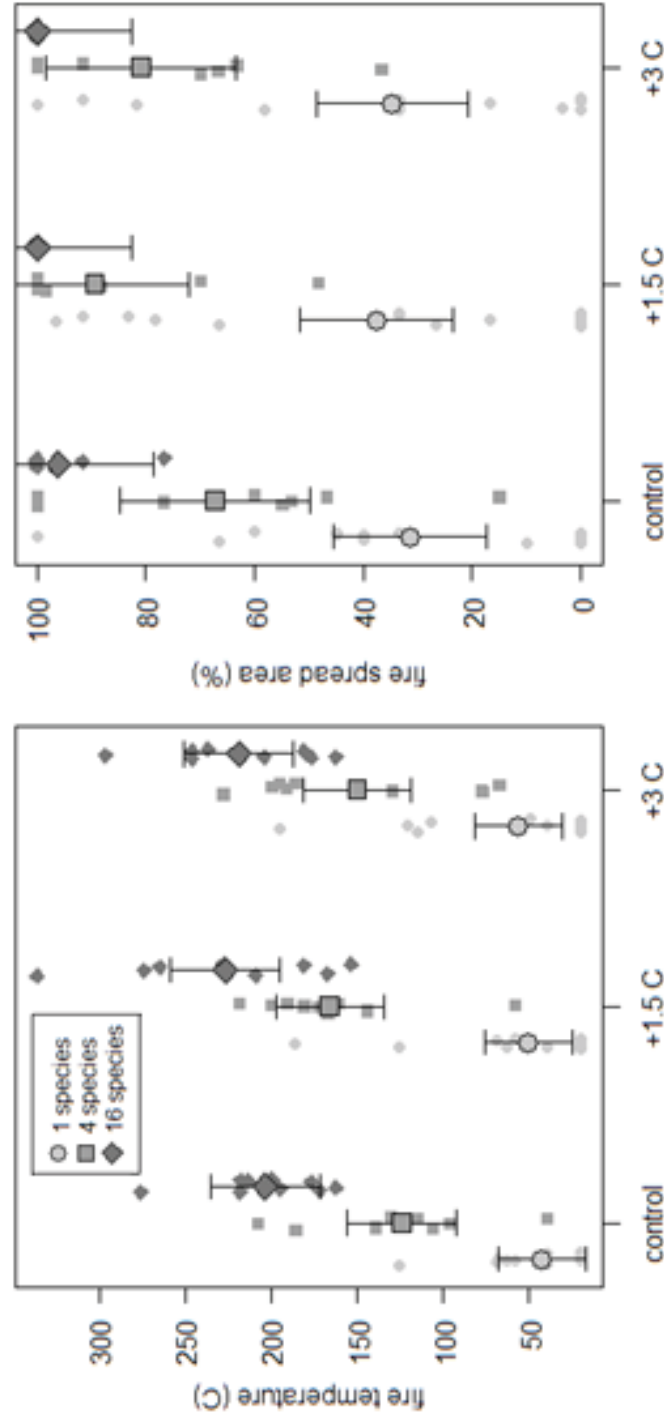 fire temperature (C)
300
250
200
150
100
50
1 species
4 species
16 species
control
+1.5 C
+3 C
fire spread area (%)
100
80
60
40
20
0
control
+1.5 C
+3 C